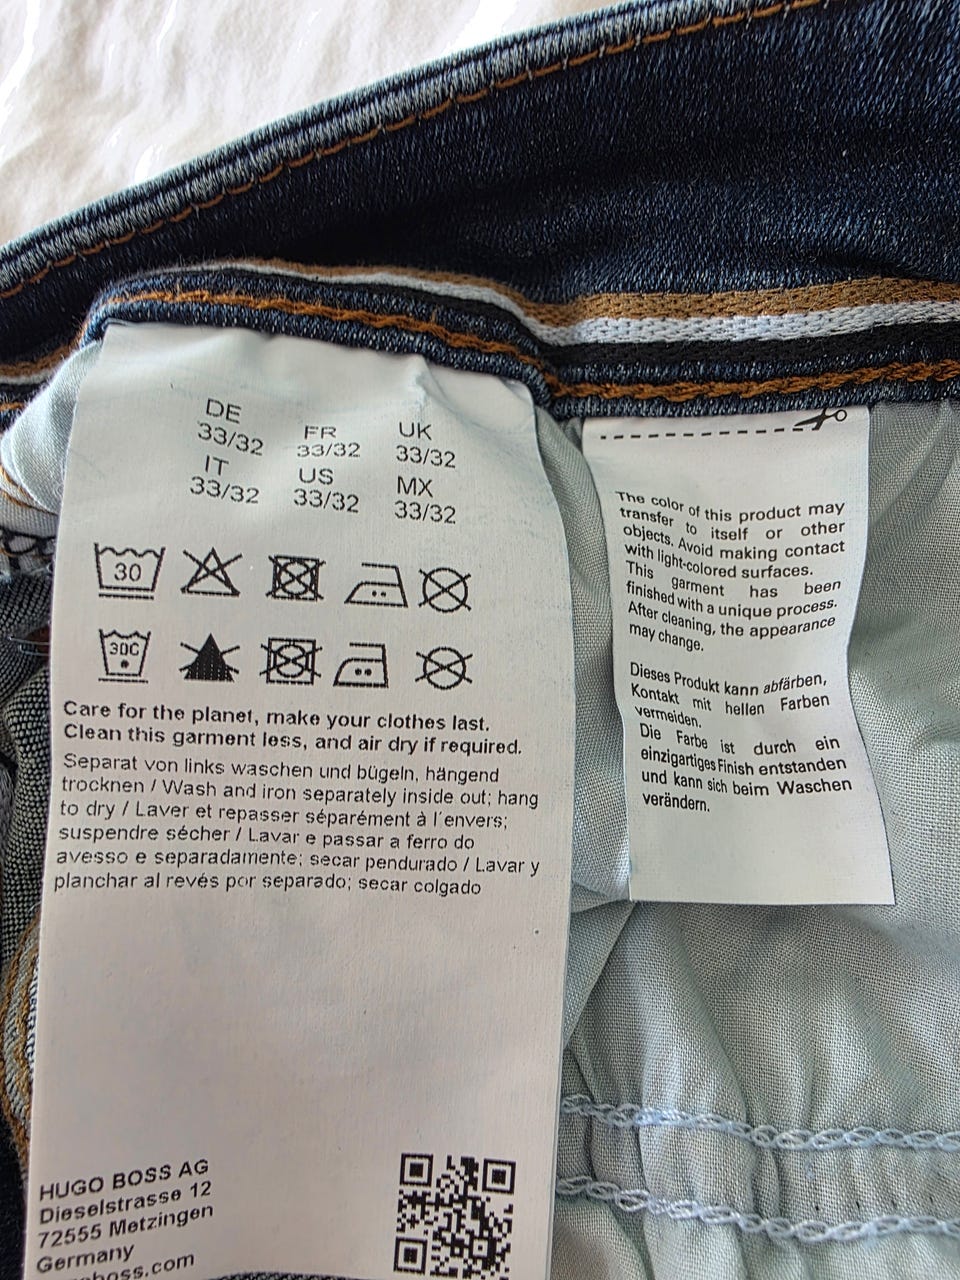 DE
33/32
FR
33/32
UK
33/32
IT
33/32
US
33/32
MX
33/32
30
30C
Care for the planet, make your clothes last.
Clean this garment less, and air dry if required.
Separat von links waschen und bügeln, hängend
trocknen / Wash and iron separately inside out; hang
to dry / Laver et repasser séparément à l'envers;
suspendre sécher / Lavar e passar a ferro do
avesso e separadamente; secar pendurado / Lavar y
planchar al revés por separado; secar colgado
HUGO BOSS AG
Dieselstrasse 12
72555 Metzingen
Germany
boss.com
The color of this product may
transfer to itself or other
objects. Avoid making contact
with light-colored surfaces.
This garment has been
finished with a unique process.
After cleaning, the appearance
may change.
Dieses Produkt kann abfärben,
Kontakt mit hellen Farben
vermeiden.
Die Farbe ist durch ein
einzigartiges Finish entstanden
und kann sich beim Waschen
verändern.